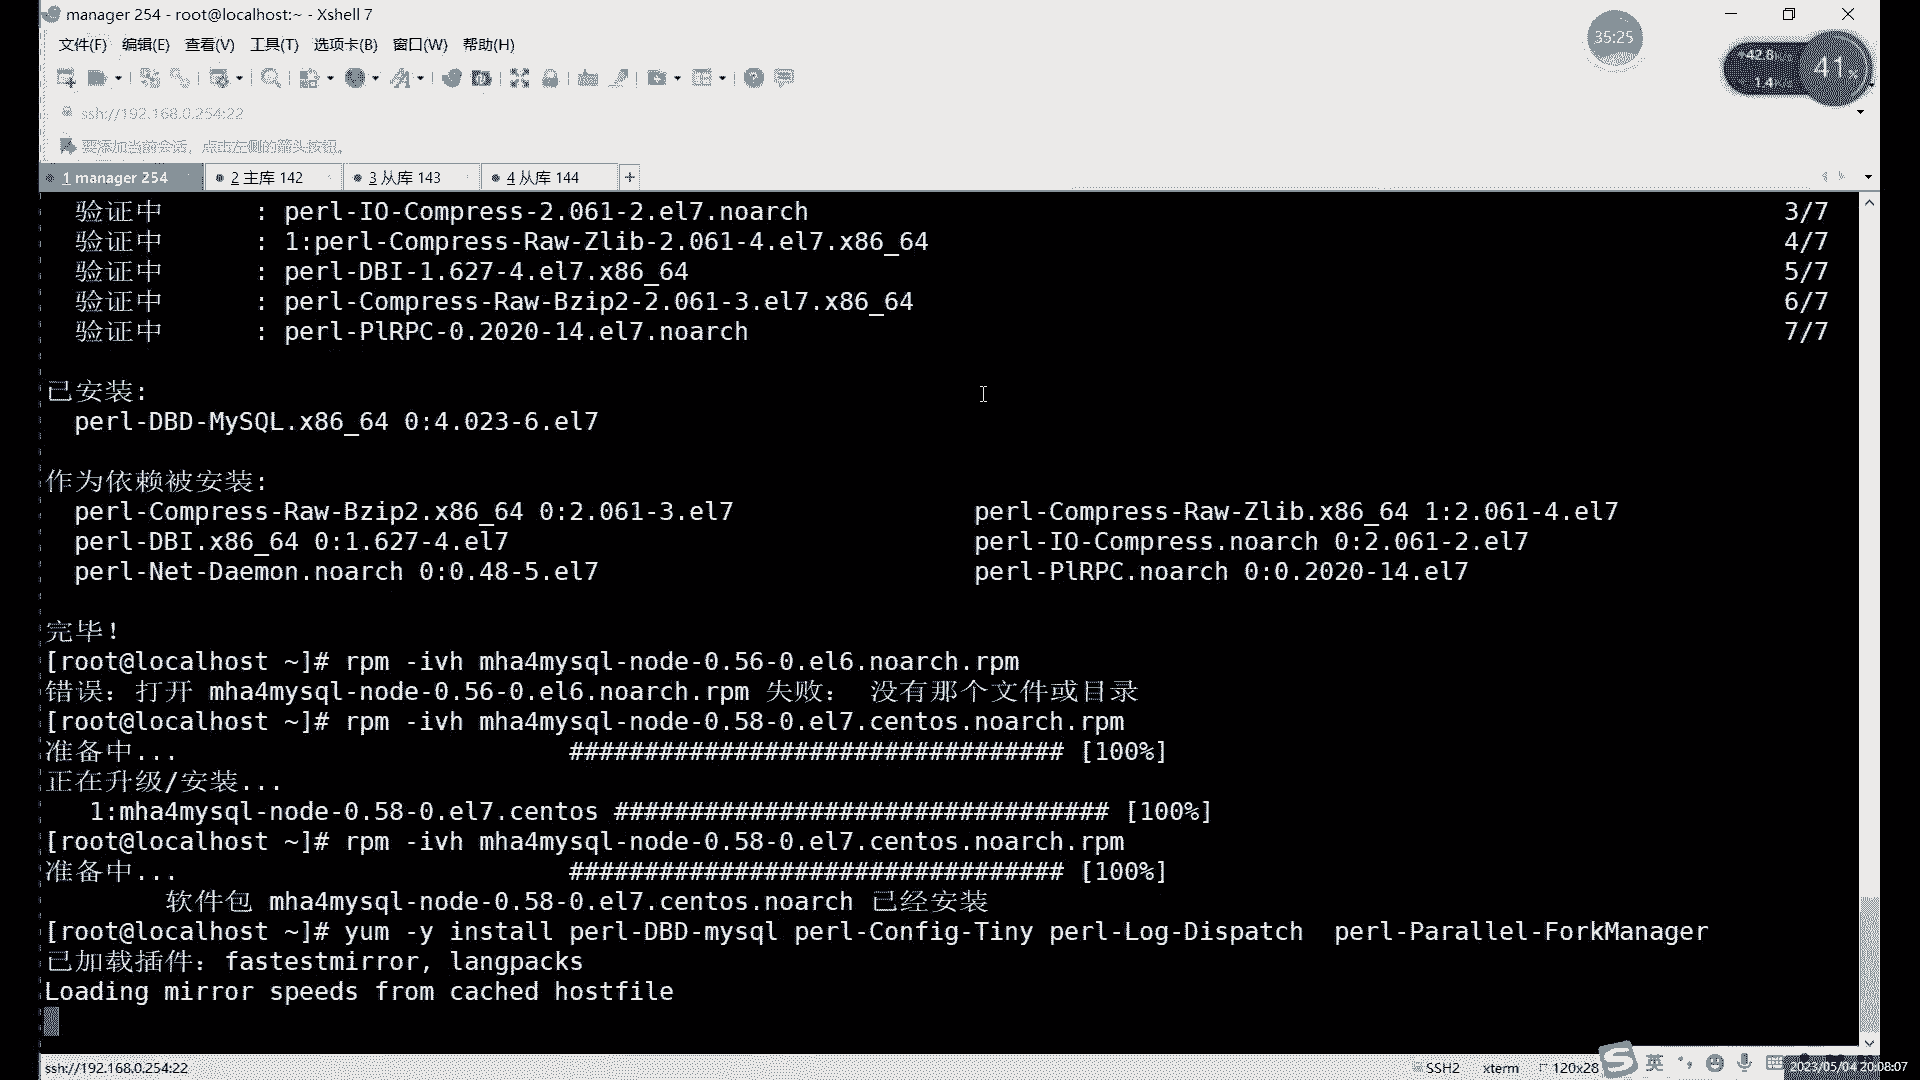 manager 254 - root@localhost:~ - Xshell 7
35:25
文件(F) 编辑(E) 查看(V) 工具(T) 选项卡(B) 窗口(W) 帮助(H)
41%
ssh://192.168.0.254:22
要添加当前会话，点击左侧的箭头按钮。
1 manager 254
2 主库 142
3 从库 143
4 从库 144
验证中 : perl-IO-Compress-2.061-2.el7.noarch 3/7
验证中 : 1:perl-Compress-Raw-Zlib-2.061-4.el7.x86_64 4/7
验证中 : perl-DBI-1.627-4.el7.x86_64 5/7
验证中 : perl-Compress-Raw-Bzip2-2.061-3.el7.x86_64 6/7
验证中 : perl-PlRPC-0.2020-14.el7.noarch 7/7
已安装:
perl-DBD-MySQL.x86_64 0:4.023-6.el7
作为依赖被安装:
perl-Compress-Raw-Bzip2.x86_64 0:2.061-3.el7 perl-Compress-Raw-Zlib.x86_64 1:2.061-4.el7
perl-DBI.x86_64 0:1.627-4.el7 perl-IO-Compress.noarch 0:2.061-2.el7
perl-Net-Daemon.noarch 0:0.48-5.el7 perl-PlRPC.noarch 0:0.2020-14.el7
完毕！
[root@localhost ~]# rpm -ivh mha4mysql-node-0.56-0.el6.noarch.rpm
错误：打开 mha4mysql-node-0.56-0.el6.noarch.rpm 失败： 没有那个文件或目录
[root@localhost ~]# rpm -ivh mha4mysql-node-0.58-0.el7.centos.noarch.rpm
准备中... ################################# [100%]
正在升级/安装...
1:mha4mysql-node-0.58-0.el7.centos ################################# [100%]
[root@localhost ~]# rpm -ivh mha4mysql-node-0.58-0.el7.centos.noarch.rpm
准备中... ################################# [100%]
软件包 mha4mysql-node-0.58-0.el7.centos.noarch 已经安装
[root@localhost ~]# yum -y install perl-DBD-mysql perl-Config-Tiny perl-Log-Dispatch  perl-Parallel-ForkManager
已加载插件：fastestmirror, langpacks
Loading mirror speeds from cached hostfile
ssh://192.168.0.254:22
SSH2
xterm
120x28
英
2023/05/04 20:08:07